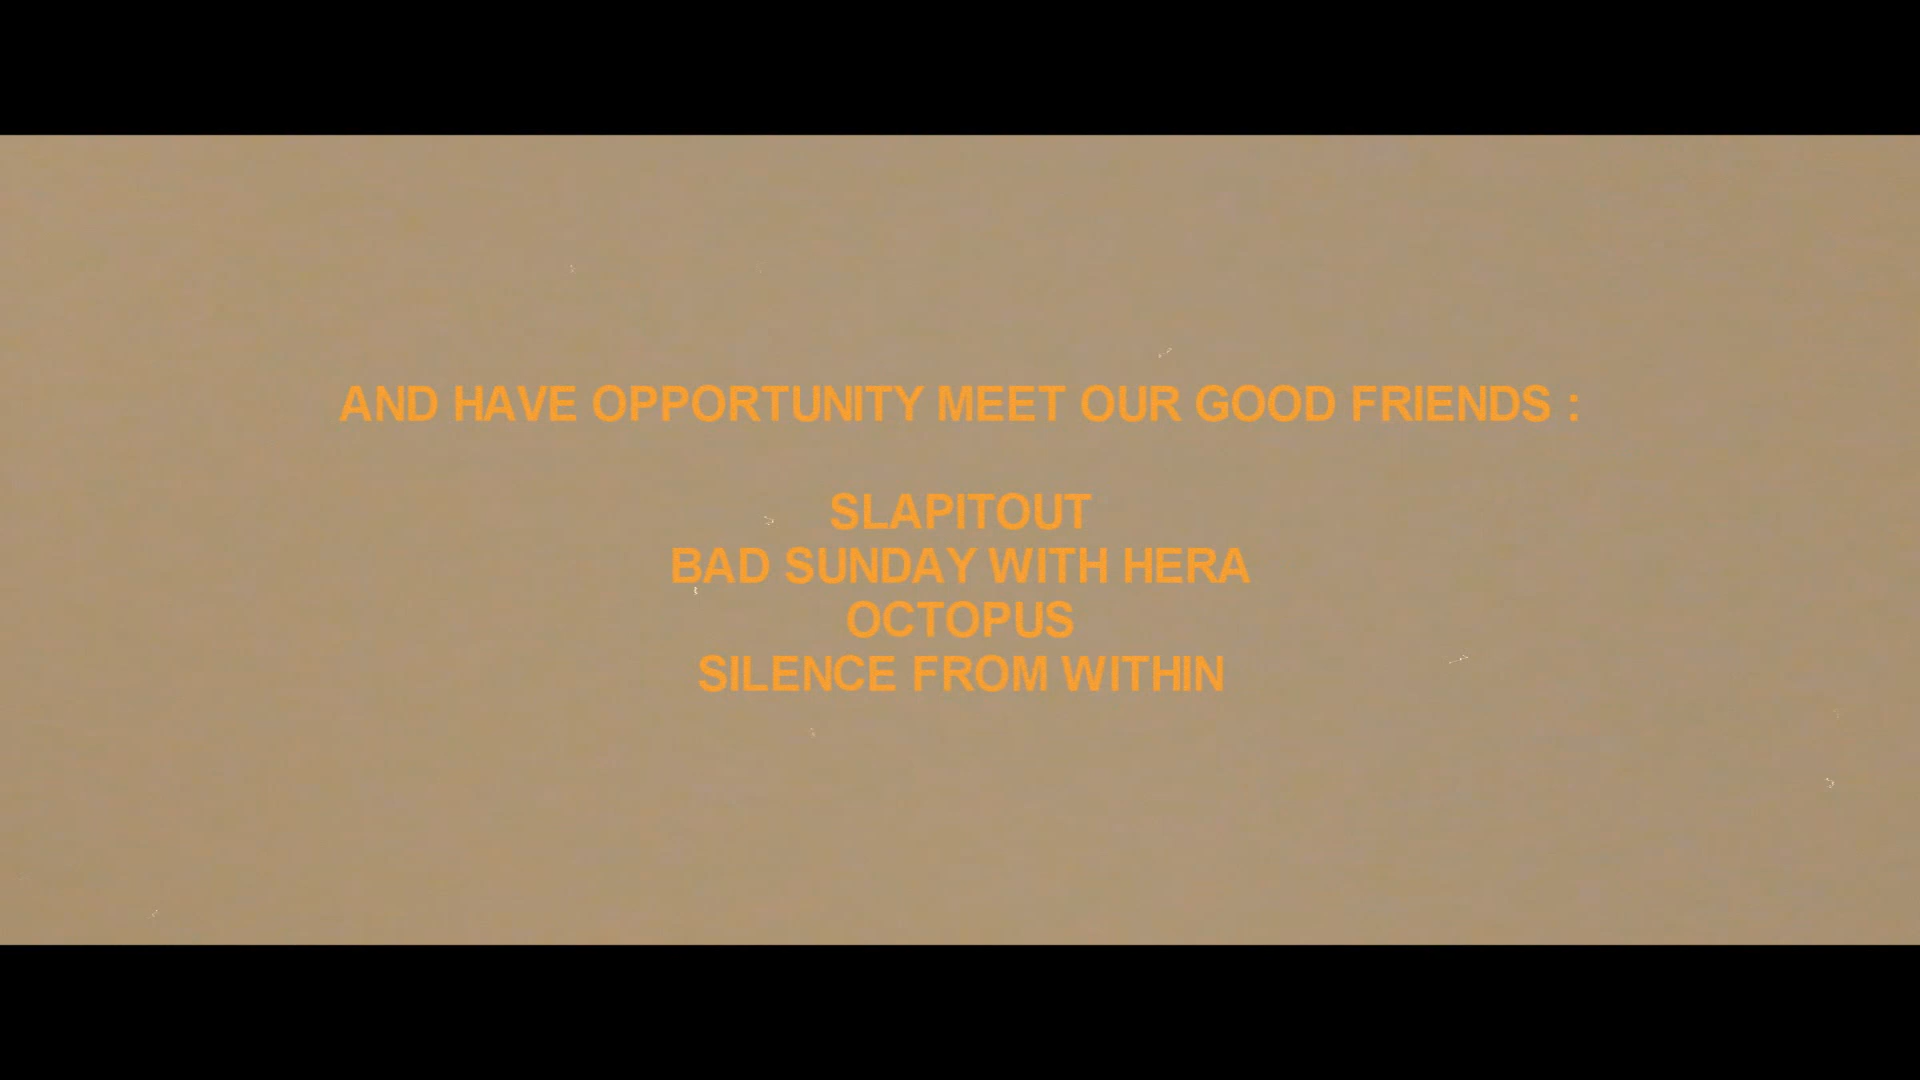 AND HAVE OPPORTUNITY MEET OUR GOOD FRIENDS :
SLAPITOUT
BAD SUNDAY WITH HERA
OCTOPUS
SILENCE FROM WITHIN